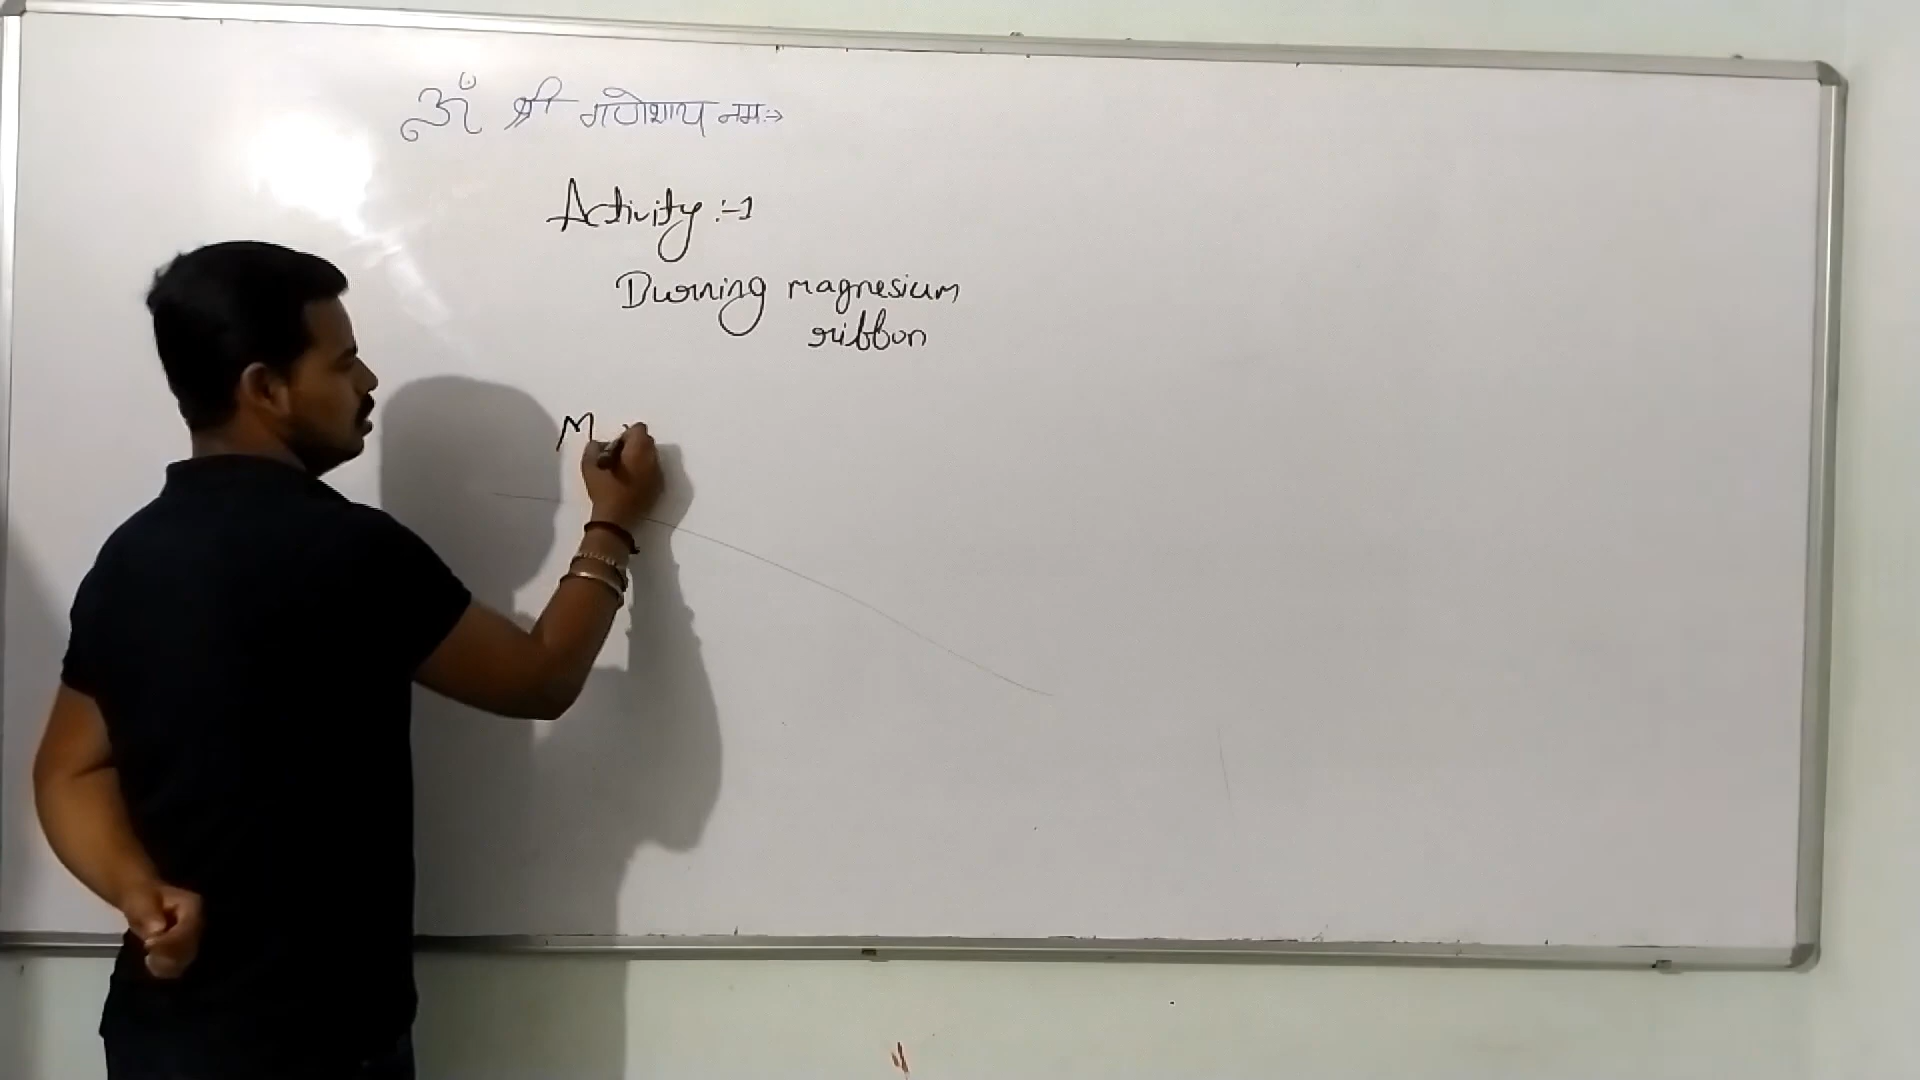 ॐ श्री गणेशाय नमः→
Activity :-1
Burning magnesium
ribbon
M